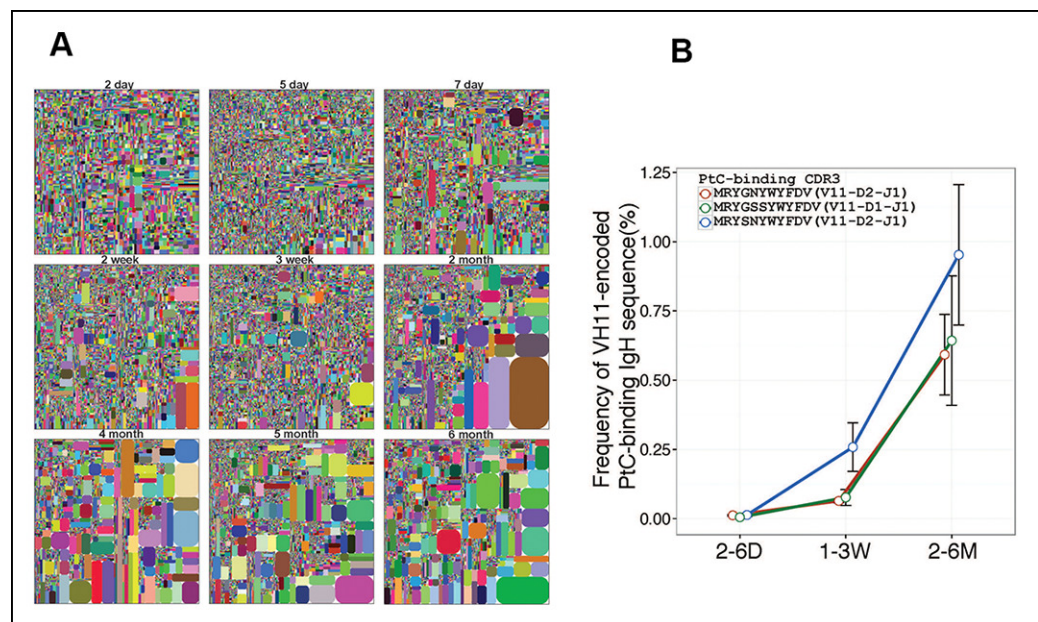 A
2 day
5 day
7 day
2 week
3 week
2 month
4 month
5 month
6 month
B
Frequency of VH11-encoded
PtC-binding IgH sequence(%)
1.25
1.00
0.75
0.50
0.25
0.00
PtC-binding CDR3
MRYGNYWYFDV(V11-D2-J1)
MRYGSSYWYFDV(V11-D1-J1)
MRYSNYWYFDV(V11-D2-J1)
2-6D
1-3W
2-6M